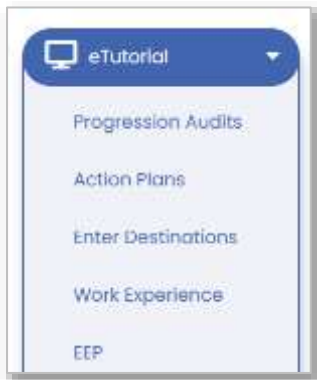 eTutorial
Progression Audits
Action Plans
Enter Destinations
Work Experience
EEP